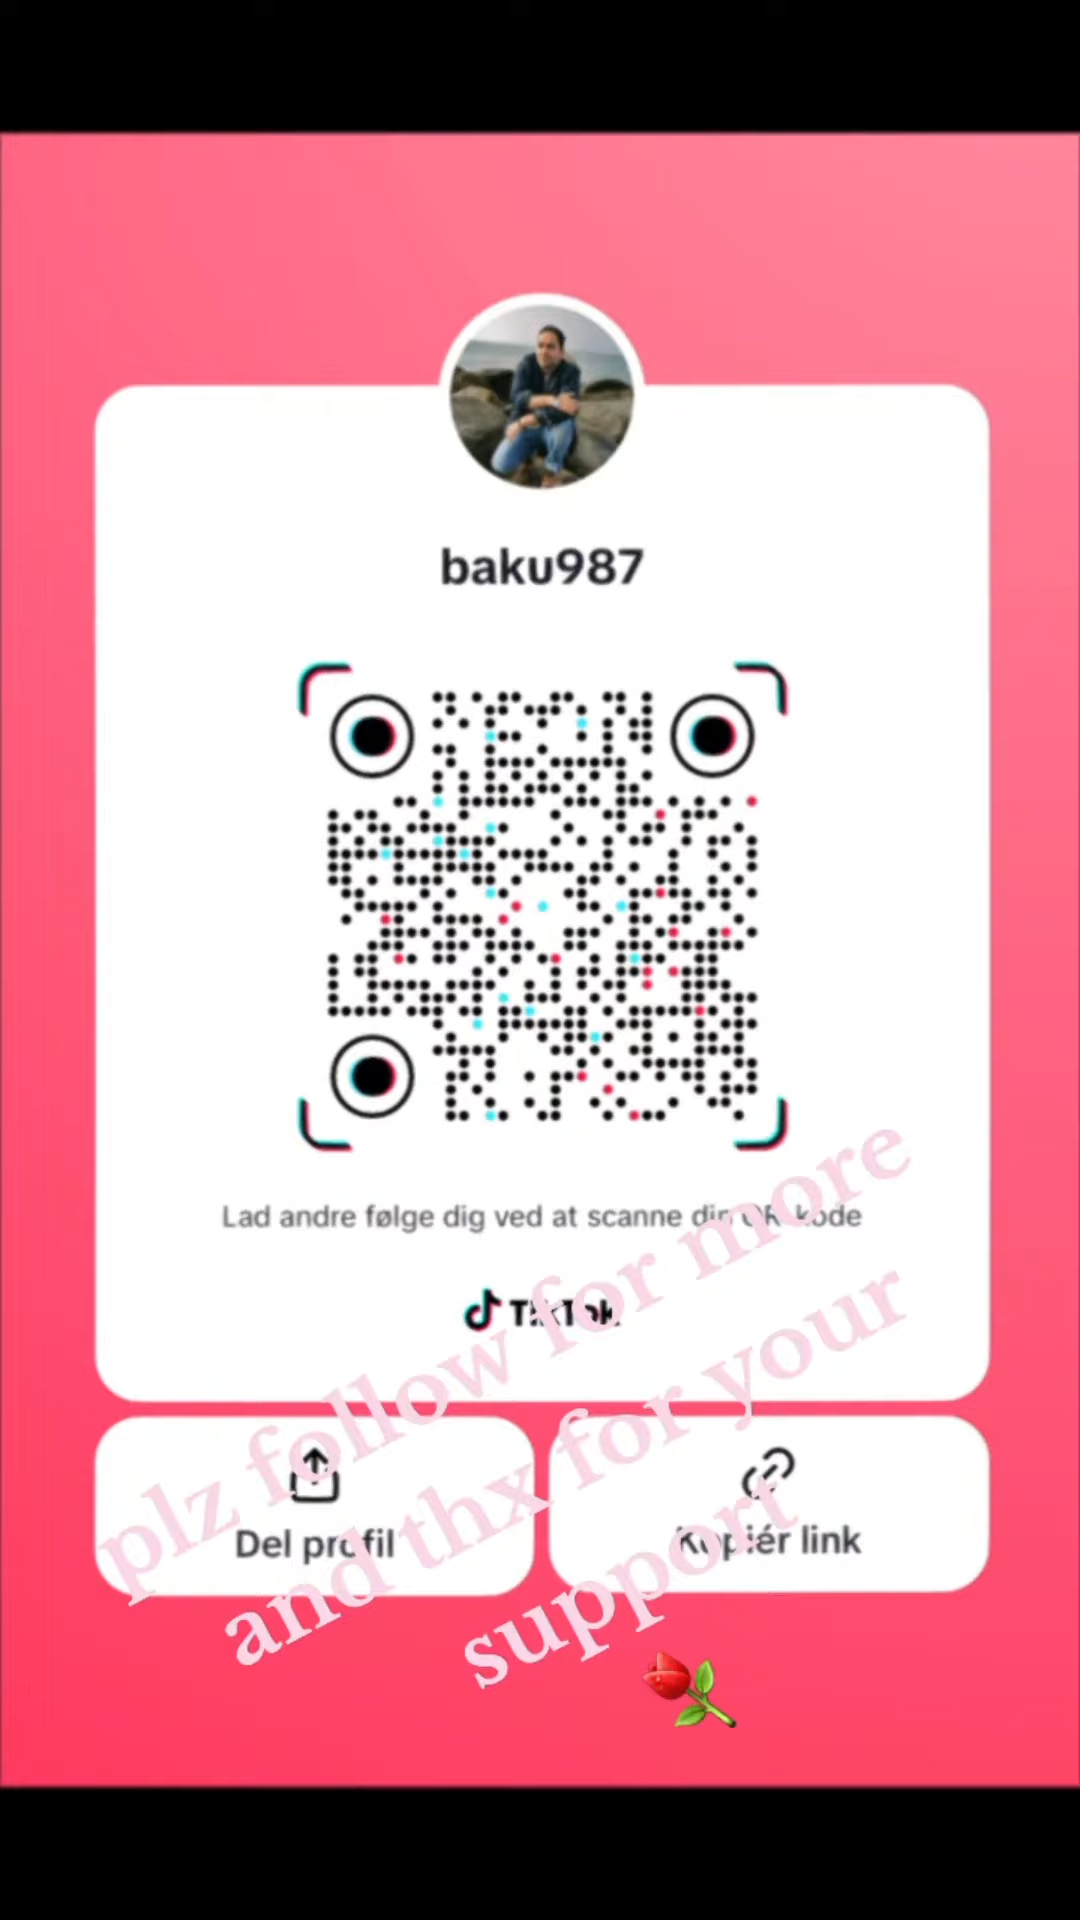 baku987
Lad andre følge dig ved at scanne din QR-kode
TikTok
Del profil
Kopiér link
plz follow for more
and thx for your
support